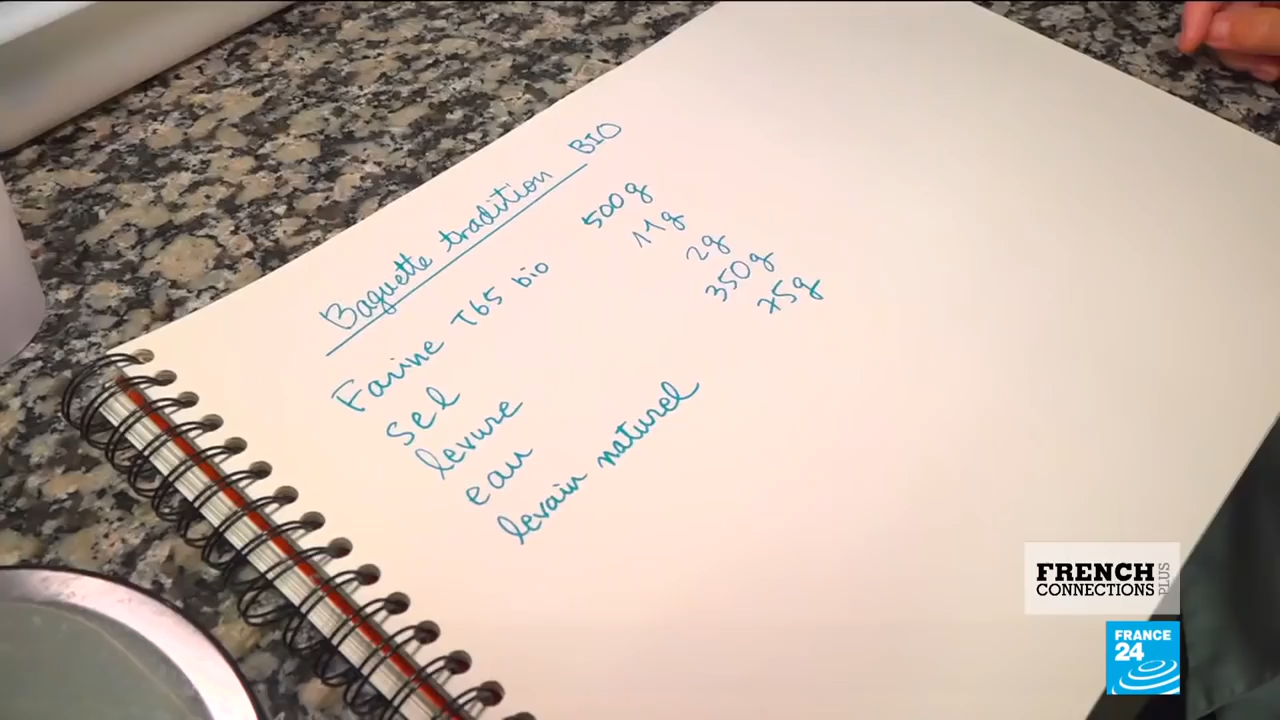 Baguette tradition BIO
Farine T65 bio 500g
Sel 11g
levure 2g
eau 350g
levain naturel 75g
FRENCH
CONNECTIONS
PLUS
FRANCE
24